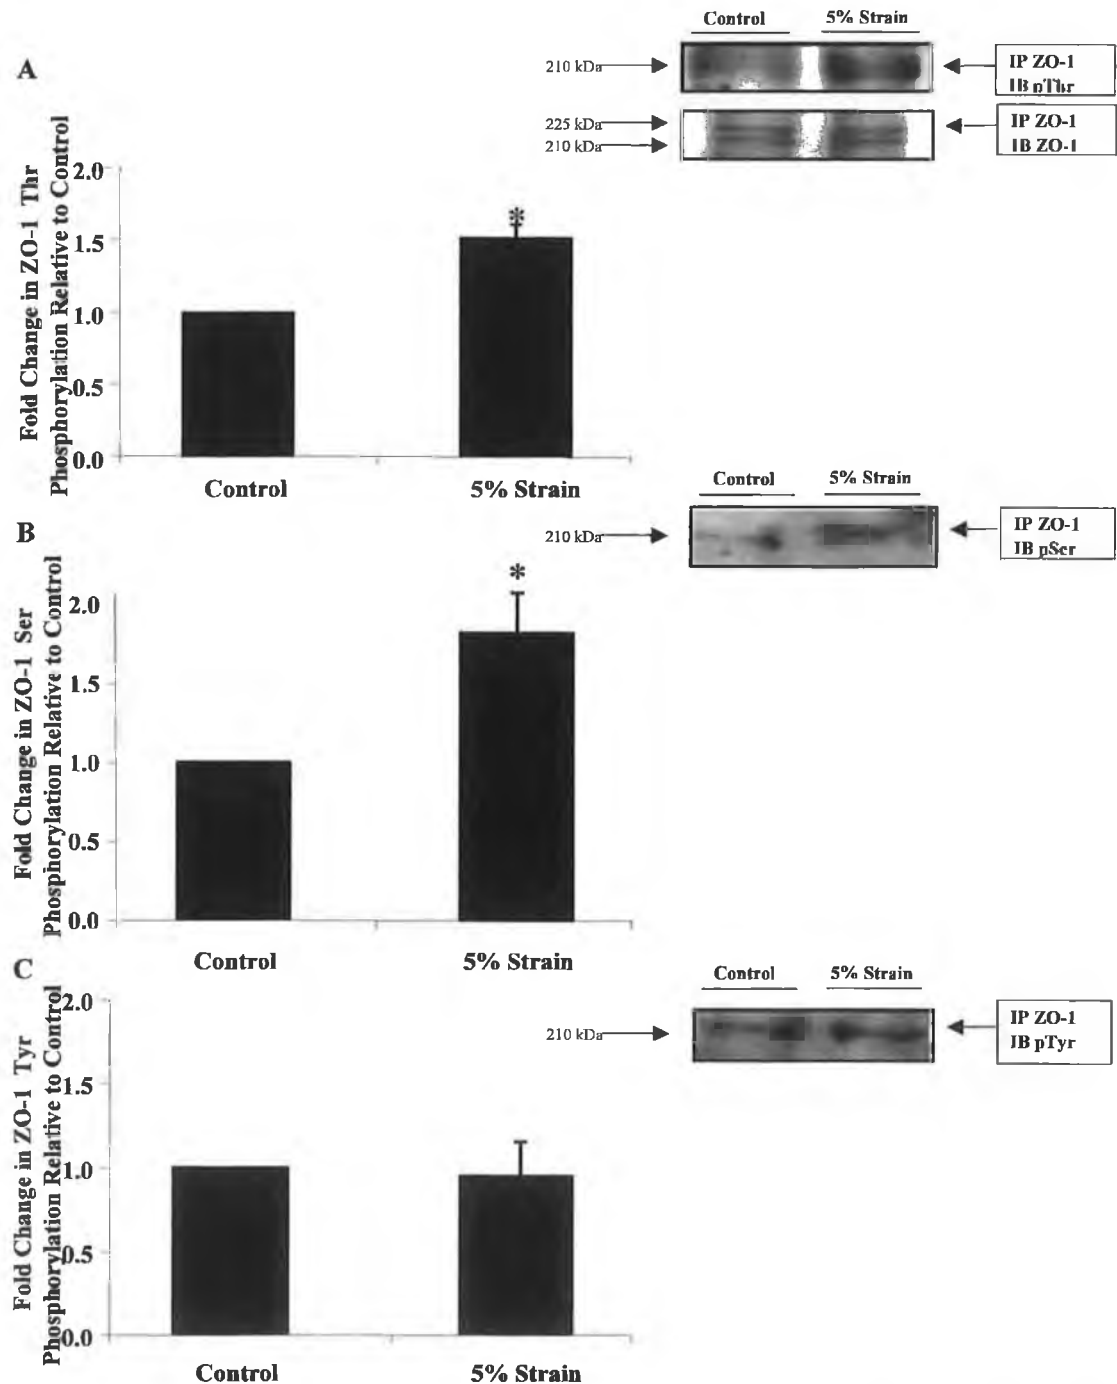 Control 5% Strain
A
210 kDa
IP ZO-1
IB pThr
225 kDa
210 kDa
IP ZO-1
IB ZO-1
Fold Change in ZO-1 Thr
Phosphorylation Relative to Control
2.0
1.5
1.0
0.5
0.0
*
Control 5% Strain
B
Control 5% Strain
210 kDa
IP ZO-1
IB pSer
Fold Change in ZO-1 Ser
Phosphorylation Relative to Control
2.0
1.5
1.0
0.5
0.0
*
Control 5% Strain
C
Control 5% Strain
210 kDa
IP ZO-1
IB pTyr
Fold Change in ZO-1 Tyr
Phosphorylation Relative to Control
2.0
1.5
1.0
0.5
0.0
Control 5% Strain